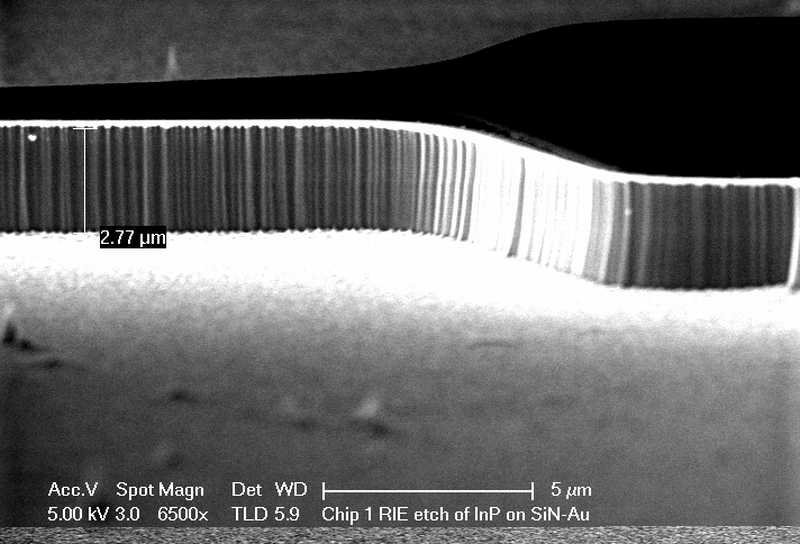 2.77 µm
Acc.V Spot Magn Det WD 5 µm
5.00 kV 3.0 6500x TLD 5.9 Chip 1 RIE etch of InP on SiN-Au